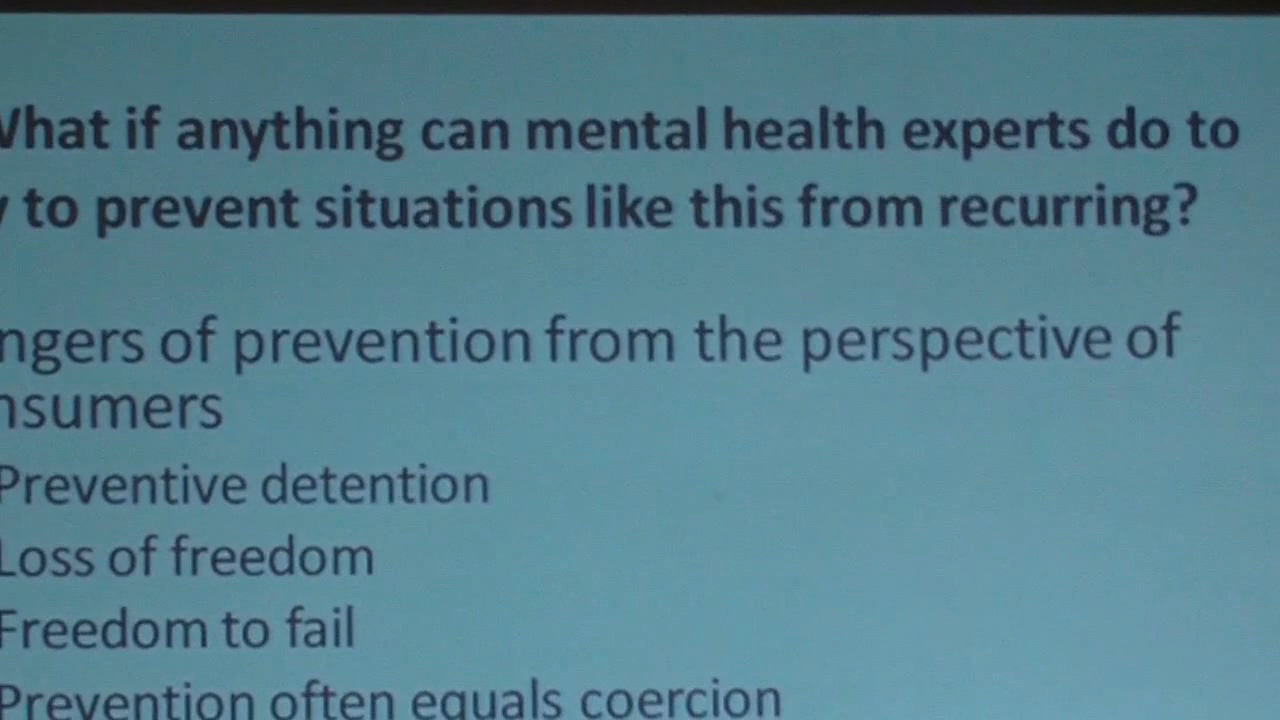 What if anything can mental health experts do to
to prevent situations like this from recurring?
ngers of prevention from the perspective of
nsumers
Preventive detention
Loss of freedom
Freedom to fail
Prevention often equals coercion